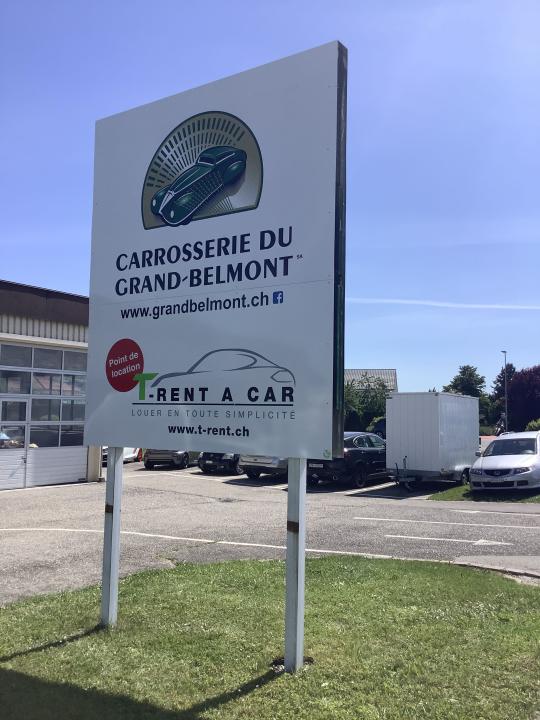 CARROSSERIE DU
GRAND-BELMONT SA
www.grandbelmont.ch f
Point de
location
T-RENT A CAR
LOUER EN TOUTE SIMPLICITÉ
www.t-rent.ch